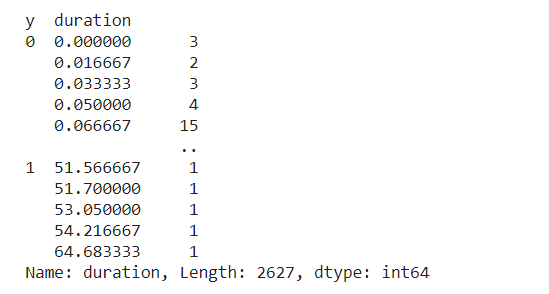 y  duration
0  0.000000     3
   0.016667     2
   0.033333     3
   0.050000     4
   0.066667    15
               ..
1  51.566667    1
   51.700000    1
   53.050000    1
   54.216667    1
   64.683333    1
Name: duration, Length: 2627, dtype: int64